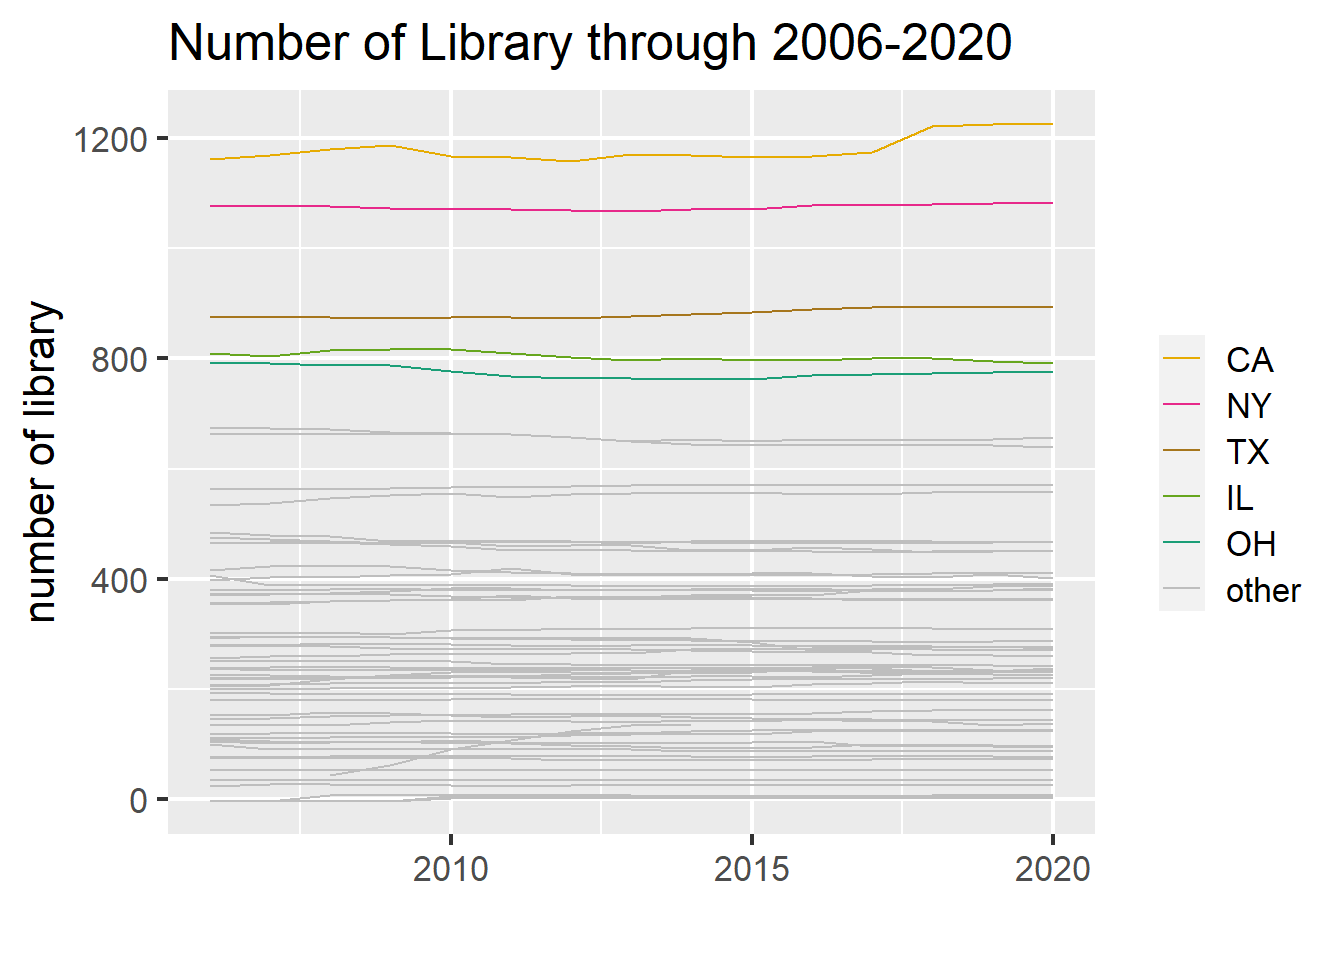 Number of Library through 2006-2020
number of library
1200
800
400
0
2010
2015
2020
CA
NY
TX
IL
OH
other